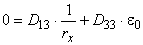 0 = D₁₃ · 1/rₓ + D₃₃ · ε₀